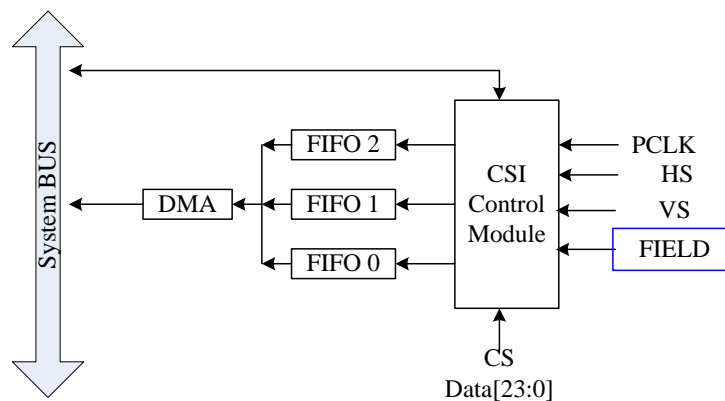 System BUS
DMA
FIFO 2
FIFO 1
FIFO 0
CSI
Control
Module
PCLK
HS
VS
FIELD
CS
Data[23:0]